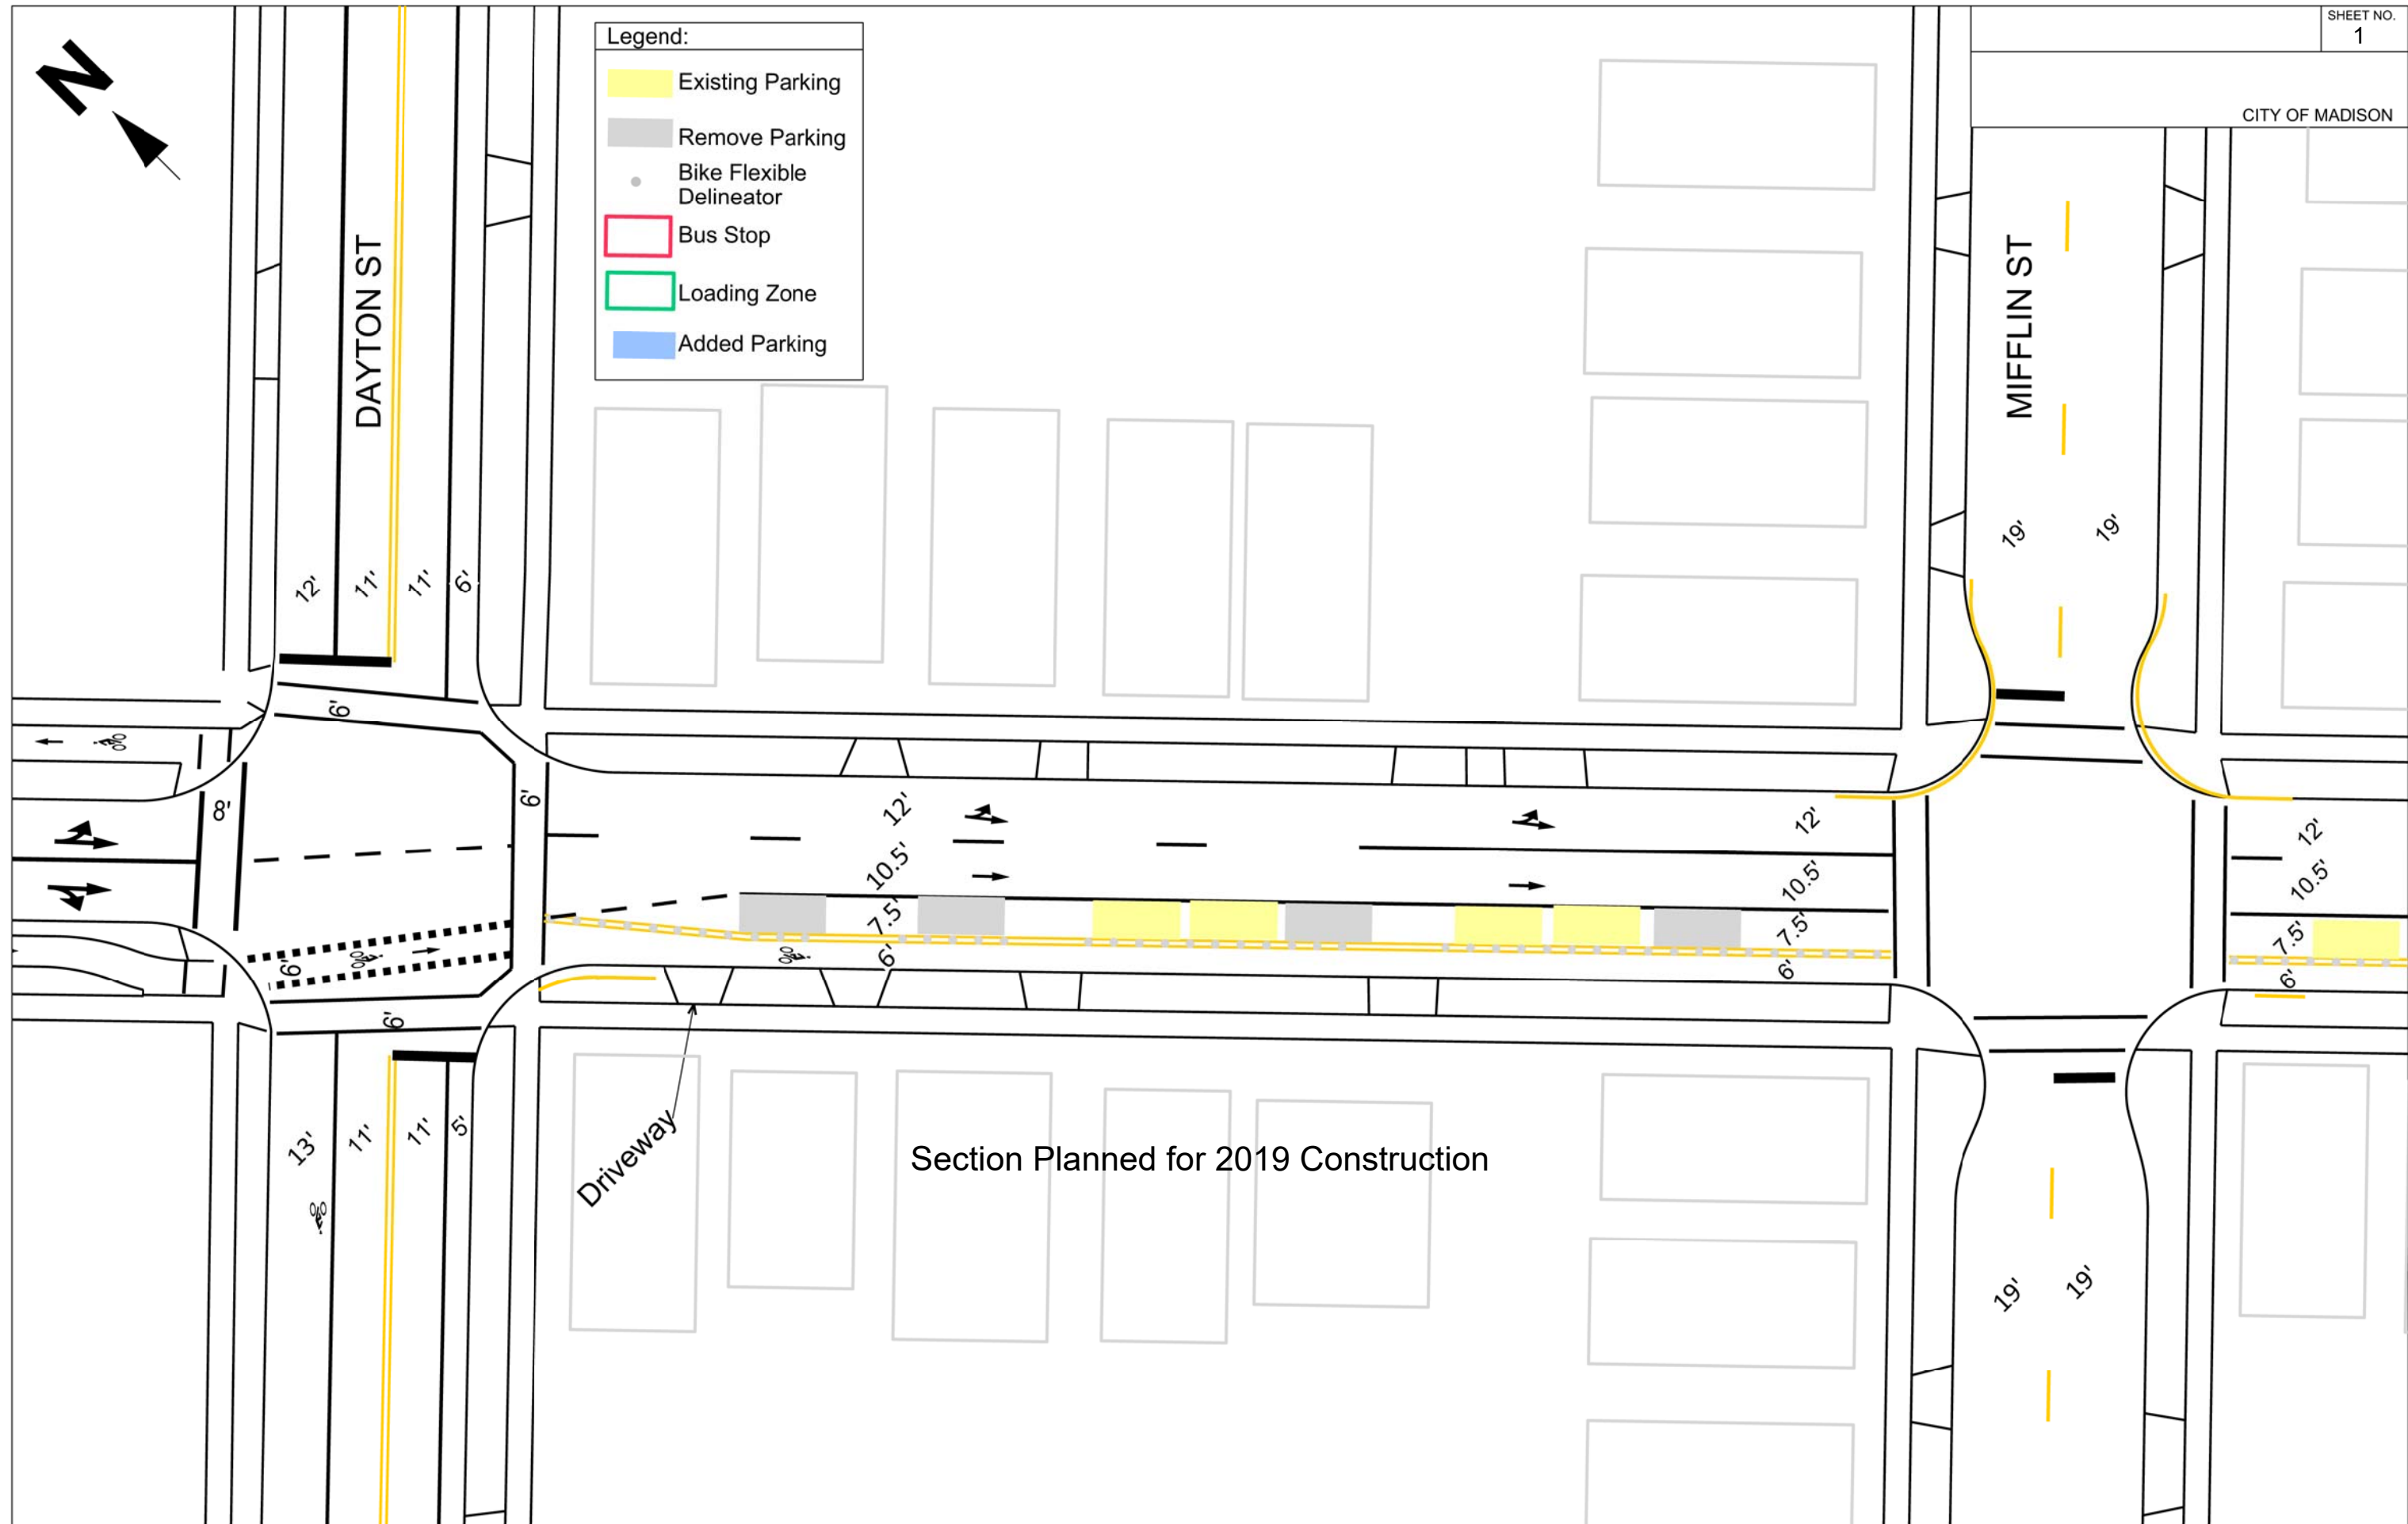 SHEET NO.
1
CITY OF MADISON
N
Legend:
Existing Parking
Remove Parking
Bike Flexible
Delineator
Bus Stop
Loading Zone
Added Parking
DAYTON ST
MIFFLIN ST
12'
11'
11'
6'
19'
19'
6'
8'
6'
12'
12'
12'
10.5'
10.5'
10.5'
7.5'
7.5'
7.5'
6'
6'
6'
6'
6'
13'
11'
11'
5'
Driveway
Section Planned for 2019 Construction
19'
19'